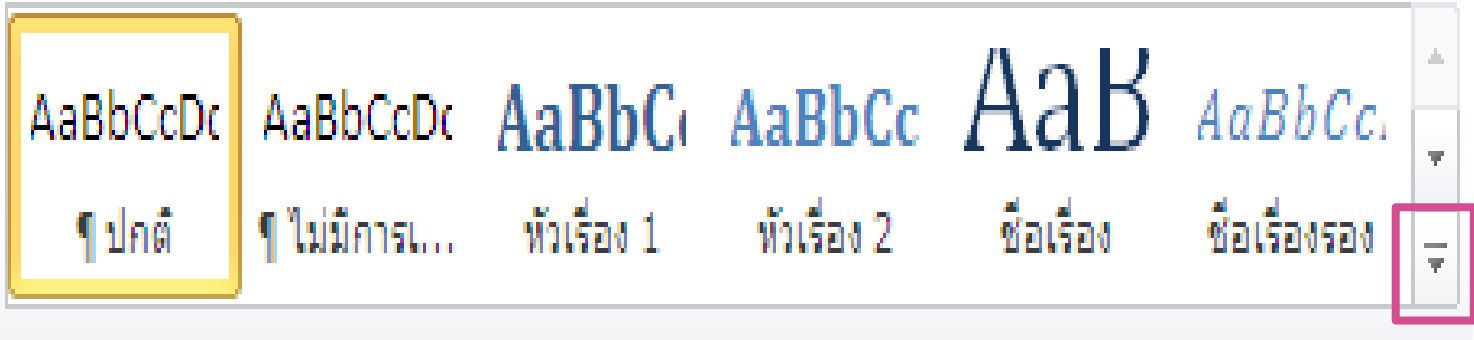 AaBbCcDc AaBbCcDc AaBbCc AaBbCc AaB AaBbCc.
¶ ปกติ ¶ ไม่มีการเ... หัวเรื่อง 1 หัวเรื่อง 2 ชื่อเรื่อง ชื่อเรื่องรอง